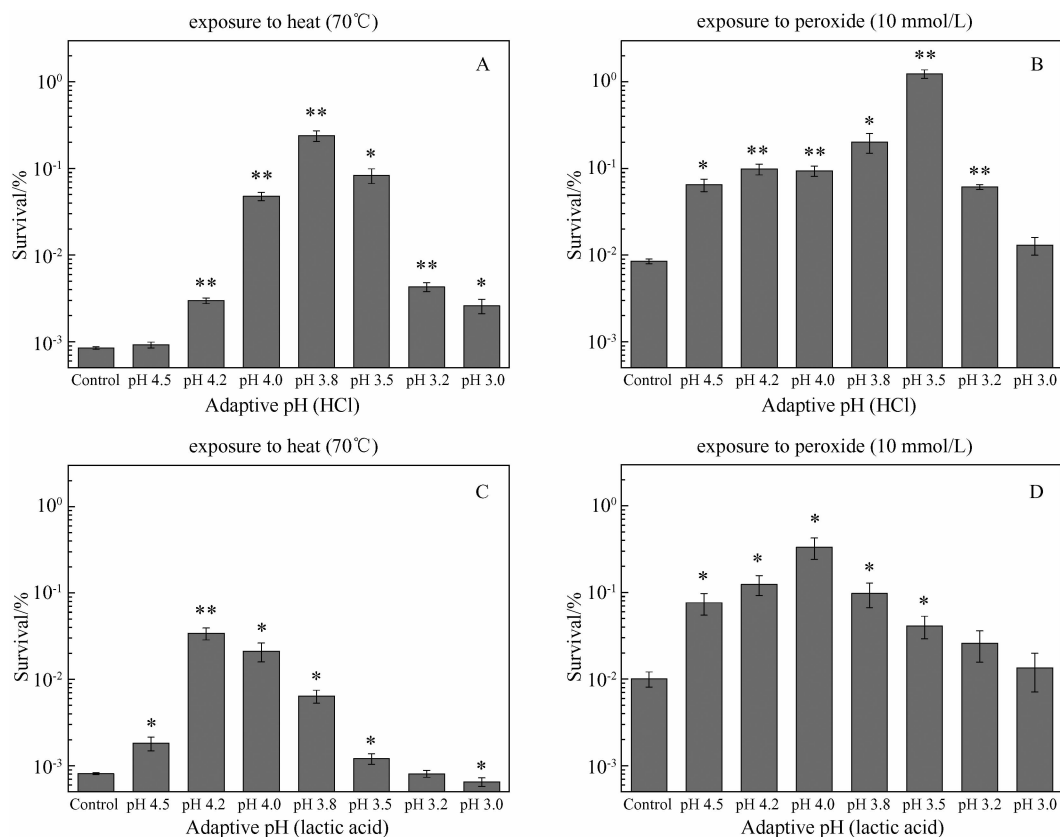 exposure to heat (70℃)
A
**
**
*
**
**
*
10⁰
10⁻¹
10⁻²
10⁻³
Survival/%
Control pH 4.5 pH 4.2 pH 4.0 pH 3.8 pH 3.5 pH 3.2 pH 3.0
Adaptive pH (HCl)
exposure to peroxide (10 mmol/L)
B
**
*
**
**
*
**
10⁰
10⁻¹
10⁻²
10⁻³
Survival/%
Control pH 4.5 pH 4.2 pH 4.0 pH 3.8 pH 3.5 pH 3.2 pH 3.0
Adaptive pH (HCl)
exposure to heat (70℃)
C
**
*
*
*
*
*
10⁰
10⁻¹
10⁻²
10⁻³
Survival/%
Control pH 4.5 pH 4.2 pH 4.0 pH 3.8 pH 3.5 pH 3.2 pH 3.0
Adaptive pH (lactic acid)
exposure to peroxide (10 mmol/L)
D
*
*
*
*
*
10⁰
10⁻¹
10⁻²
10⁻³
Survival/%
Control pH 4.5 pH 4.2 pH 4.0 pH 3.8 pH 3.5 pH 3.2 pH 3.0
Adaptive pH (lactic acid)